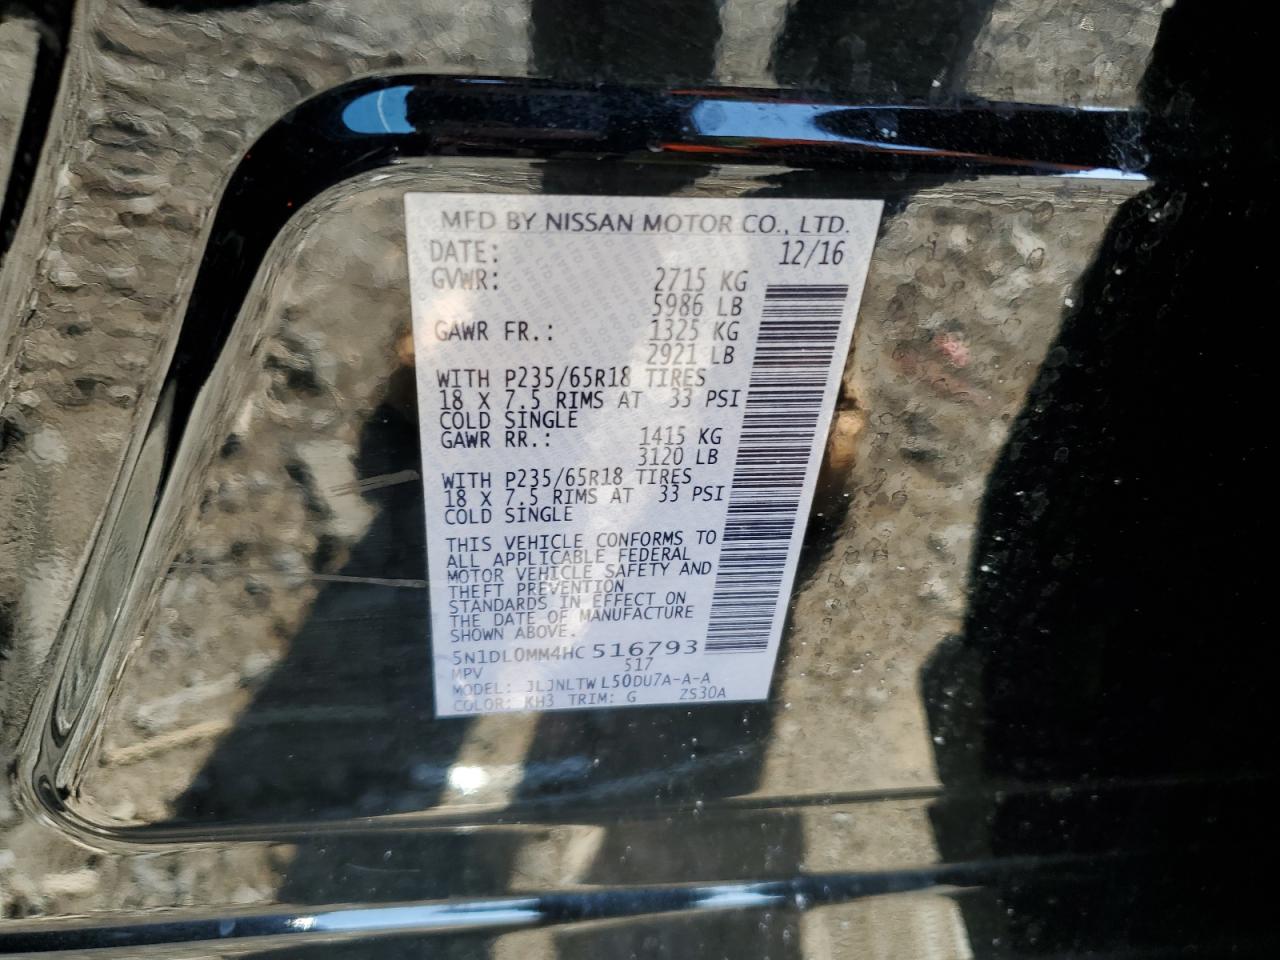 MFD BY NISSAN MOTOR CO., LTD.
DATE: 12/16
GVWR: 2715 KG
5986 LB
GAWR FR.: 1325 KG
2921 LB
WITH P235/65R18 TIRES
18 X 7.5 RIMS AT 33 PSI
COLD SINGLE
GAWR RR.: 1415 KG
3120 LB
WITH P235/65R18 TIRES
18 X 7.5 RIMS AT 33 PSI
COLD SINGLE
THIS VEHICLE CONFORMS TO
ALL APPLICABLE FEDERAL
MOTOR VEHICLE SAFETY AND
THEFT PREVENTION
STANDARDS IN EFFECT ON
THE DATE OF MANUFACTURE
SHOWN ABOVE.
5N1DL0MM4HC516793
MPV 517
MODEL: JLJNLTWL50DU7A-A-A
COLOR: KH3 TRIM: G ZS30A